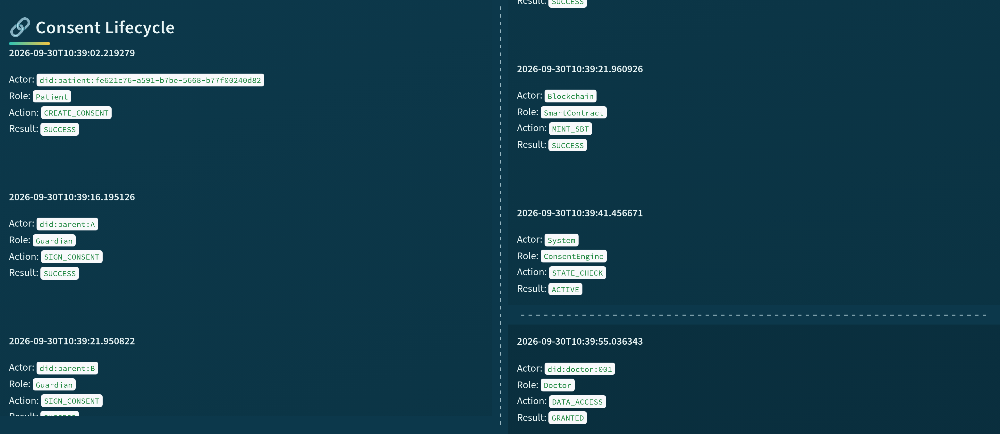 🔗 Consent Lifecycle
2026-09-30T10:39:02.219279
Actor: did:patient:fe621c76-a591-b7be-5668-b77f00240d82
Role: Patient
Action: CREATE_CONSENT
Result: SUCCESS
2026-09-30T10:39:16.195126
Actor: did:parent:A
Role: Guardian
Action: SIGN_CONSENT
Result: SUCCESS
2026-09-30T10:39:21.950822
Actor: did:parent:B
Role: Guardian
Action: SIGN_CONSENT
Result: SUCCESS
Result: SUCCESS
2026-09-30T10:39:21.960926
Actor: Blockchain
Role: SmartContract
Action: MINT_SBT
Result: SUCCESS
2026-09-30T10:39:41.456671
Actor: System
Role: ConsentEngine
Action: STATE_CHECK
Result: ACTIVE
2026-09-30T10:39:55.036343
Actor: did:doctor:001
Role: Doctor
Action: DATA_ACCESS
Result: GRANTED